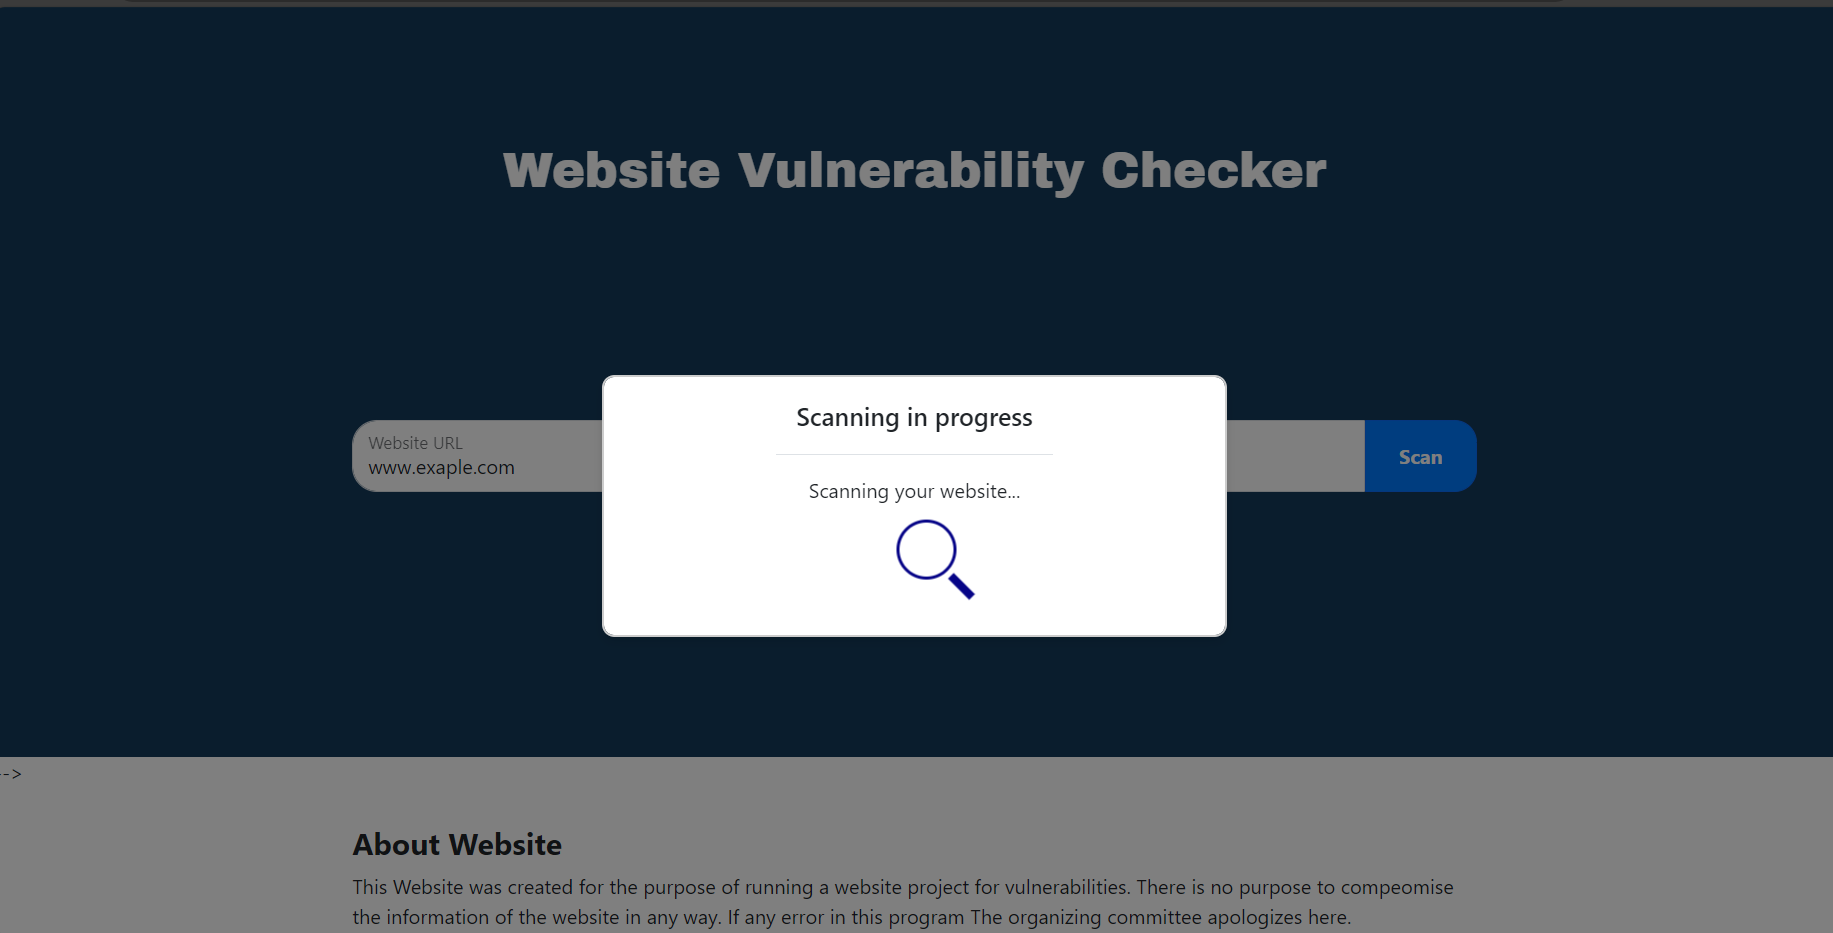 Website Vulnerability Checker
Scanning in progress
Website URL
www.exaple.com
Scan
Scanning your website...
-->
About Website
This Website was created for the purpose of running a website project for vulnerabilities. There is no purpose to compeomise
the information of the website in any way. If any error in this program The organizing committee apologizes here.